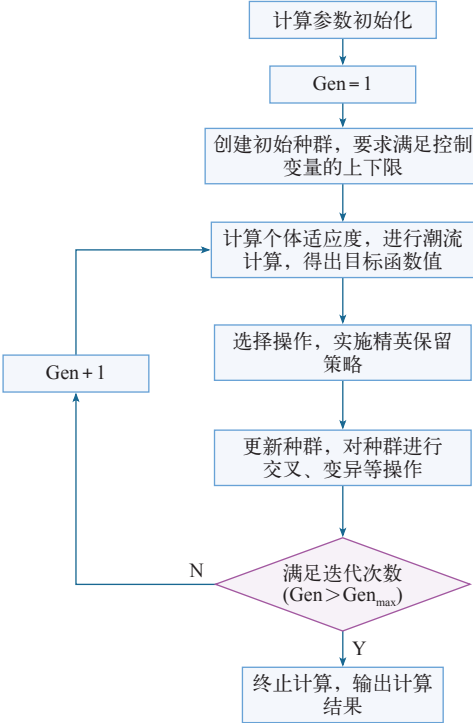 计算参数初始化
Gen=1
创建初始种群，要求满足控制
变量的上下限
计算个体适应度，进行潮流
计算，得出目标函数值
选择操作，实施精英保留
策略
Gen+1
更新种群，对种群进行
交叉、变异等操作
N
满足迭代次数
(Gen>Genmax)
Y
终止计算，输出计算
结果